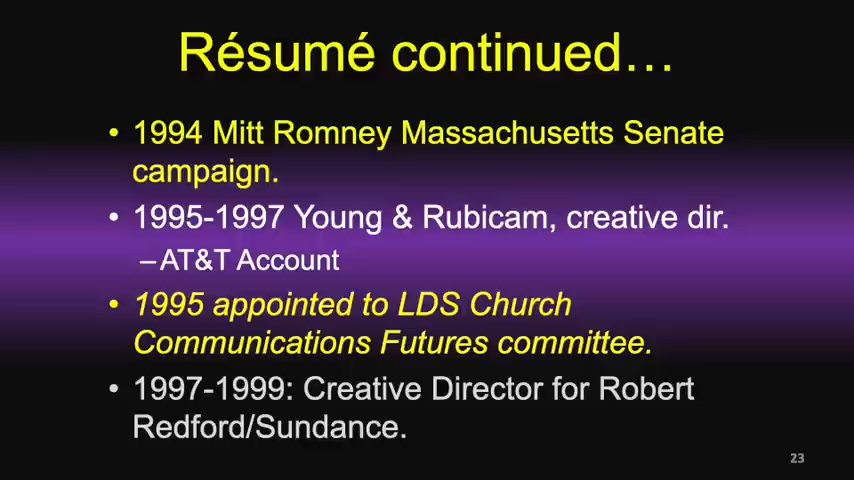 Résumé continued…
• 1994 Mitt Romney Massachusetts Senate
campaign.
• 1995-1997 Young & Rubicam, creative dir.
–AT&T Account
• 1995 appointed to LDS Church
Communications Futures committee.
• 1997-1999: Creative Director for Robert
Redford/Sundance.
23